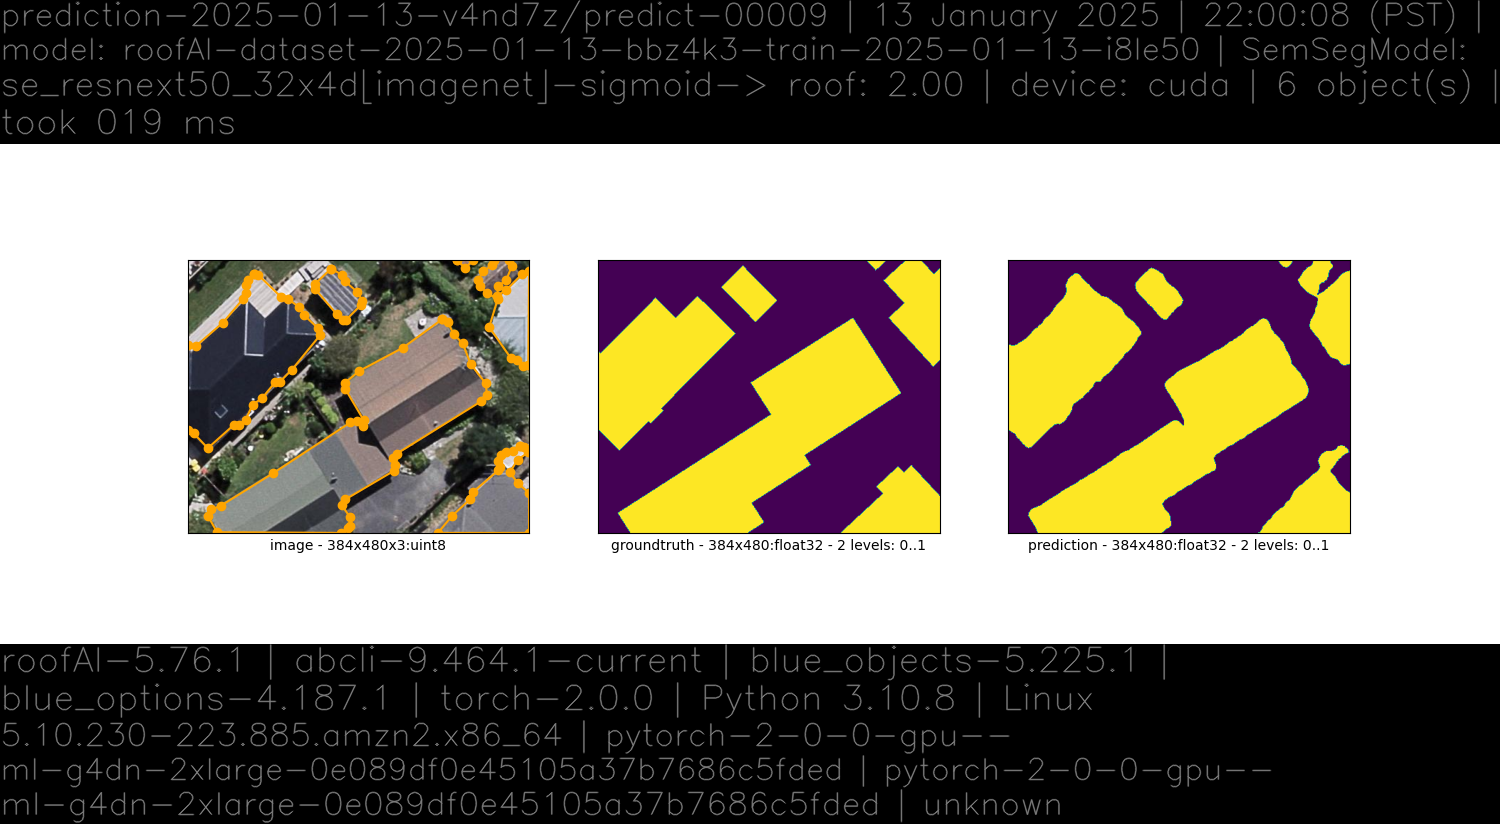 prediction-2025-01-13-v4nd7z/predict-00009 | 13 January 2025 | 22:00:08 (PST) |
model: roofAI-dataset-2025-01-13-bbz4k3-train-2025-01-13-i8le50 | SemSegModel:
se_resnext50_32x4d[imagenet]-sigmoid-> roof: 2.00 | device: cuda | 6 object(s) |
took 019 ms
image - 384x480x3:uint8
groundtruth - 384x480:float32 - 2 levels: 0..1
prediction - 384x480:float32 - 2 levels: 0..1
roofAI-5.76.1 | abcli-9.464.1-current | blue_objects-5.225.1 |
blue_options-4.187.1 | torch-2.0.0 | Python 3.10.8 | Linux
5.10.230-223.885.amzn2.x86_64 | pytorch-2-0-0-gpu--
ml-g4dn-2xlarge-0e089df0e45105a37b7686c5fded | pytorch-2-0-0-gpu--
ml-g4dn-2xlarge-0e089df0e45105a37b7686c5fded | unknown